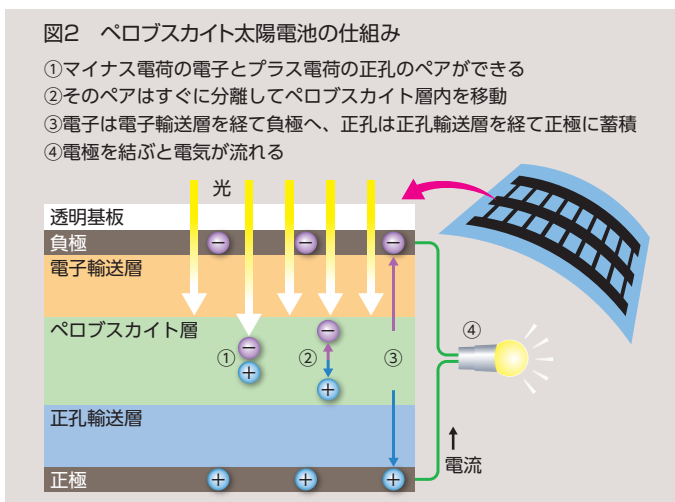 図2　ペロブスカイト太陽電池の仕組み
①マイナス電荷の電子とプラス電荷の正孔のペアができる
②そのペアはすぐに分離してペロブスカイト層内を移動
③電子は電子輸送層を経て負極へ、正孔は正孔輸送層を経て正極に蓄積
④電極を結ぶと電気が流れる
光
透明基板
負極
− − −
電子輸送層
ペロブスカイト層
① − +
② − +
③
④
正孔輸送層
電流
正極
+ + +